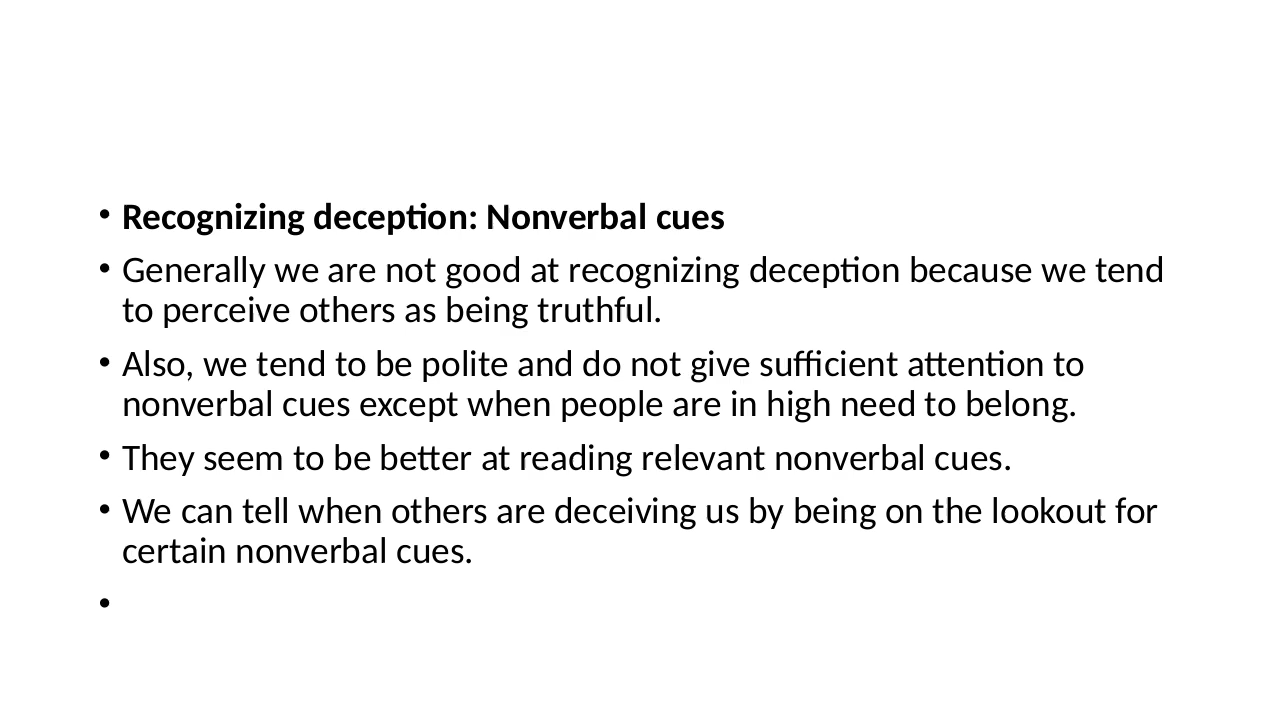 • Recognizing deception: Nonverbal cues
• Generally we are not good at recognizing deception because we tend
to perceive others as being truthful.
• Also, we tend to be polite and do not give sufficient attention to
nonverbal cues except when people are in high need to belong.
• They seem to be better at reading relevant nonverbal cues.
• We can tell when others are deceiving us by being on the lookout for
certain nonverbal cues.
•